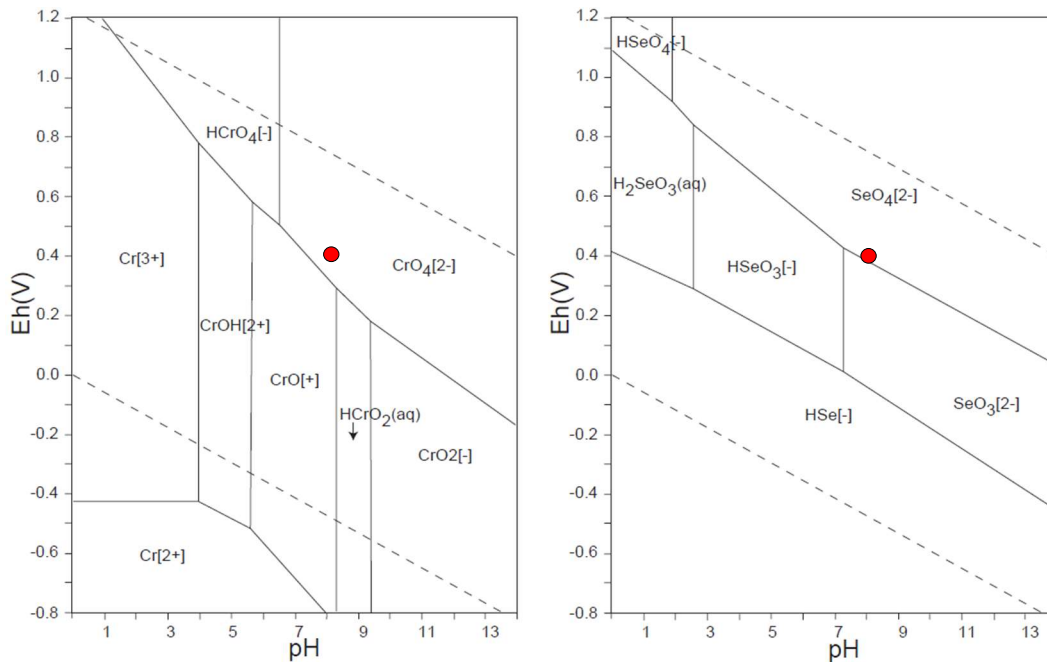 1.2
1.0
0.8
0.6
0.4
0.2
0.0
-0.2
-0.4
-0.6
-0.8
Eh(V)
HCrO4[-]
CrO4[2-]
Cr[3+]
CrOH[2+]
CrO[+]
HCrO2(aq)
CrO2[-]
Cr[2+]
1 3 5 7 9 11 13
pH
1.2
1.0
0.8
0.6
0.4
0.2
0.0
-0.2
-0.4
-0.6
-0.8
Eh(V)
HSeO4[-]
H2SeO3(aq)
SeO4[2-]
HSeO3[-]
HSe[-]
SeO3[2-]
1 3 5 7 9 11 13
pH